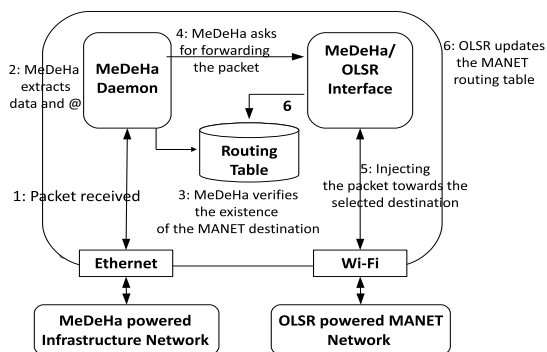 4: MeDeHa asks
for forwarding
the packet
MeDeHa
Daemon
MeDeHa/
OLSR
Interface
6: OLSR updates
the MANET
routing table
2: MeDeHa
extracts
data and @
6
Routing
Table
1: Packet received
3: MeDeHa verifies
the existence
of the MANET destination
5: Injecting
the packet towards the
selected destination
Ethernet
Wi-Fi
MeDeHa powered
Infrastructure Network
OLSR powered MANET
Network